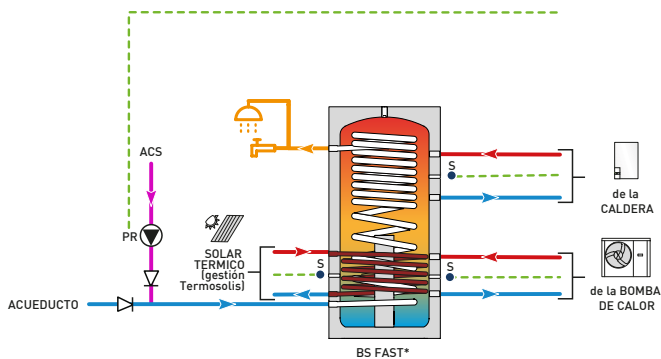 ACS
S
de la
CALDERA
PR
SOLAR
TERMICO
(gestión
Termosolis)
S
S
de la BOMBA
DE CALOR
ACUEDUCTO
BS FAST*